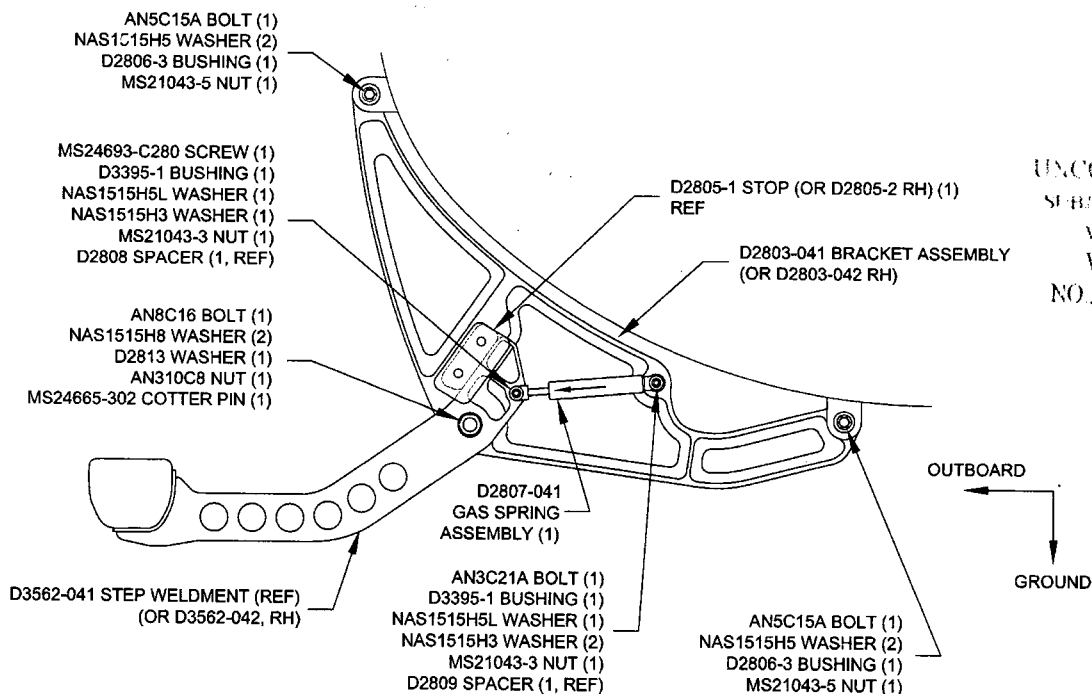 AN5C15A BOLT (1)
NAS1515H5 WASHER (2)
D2806-3 BUSHING (1)
MS21043-5 NUT (1)
MS24693-C280 SCREW (1)
D3395-1 BUSHING (1)
NAS1515H5L WASHER (1)
NAS1515H3 WASHER (1)
MS21043-3 NUT (1)
D2808 SPACER (1, REF)
D2805-1 STOP (OR D2805-2 RH) (1)
REF
D2803-041 BRACKET ASSEMBLY
(OR D2803-042 RH)
NO.
AN8C16 BOLT (1)
NAS1515H8 WASHER (2)
D2813 WASHER (1)
AN310C8 NUT (1)
MS24665-302 COTTER PIN (1)
D2807-041
GAS SPRING
ASSEMBLY (1)
OUTBOARD
GROUND
D3562-041 STEP WELDMENT (REF)
(OR D3562-042, RH)
AN3C21A BOLT (1)
D3395-1 BUSHING (1)
NAS1515H5L WASHER (1)
NAS1515H3 WASHER (2)
MS21043-3 NUT (1)
D2809 SPACER (1, REF)
AN5C15A BOLT (1)
NAS1515H5 WASHER (2)
D2806-3 BUSHING (1)
MS21043-5 NUT (1)